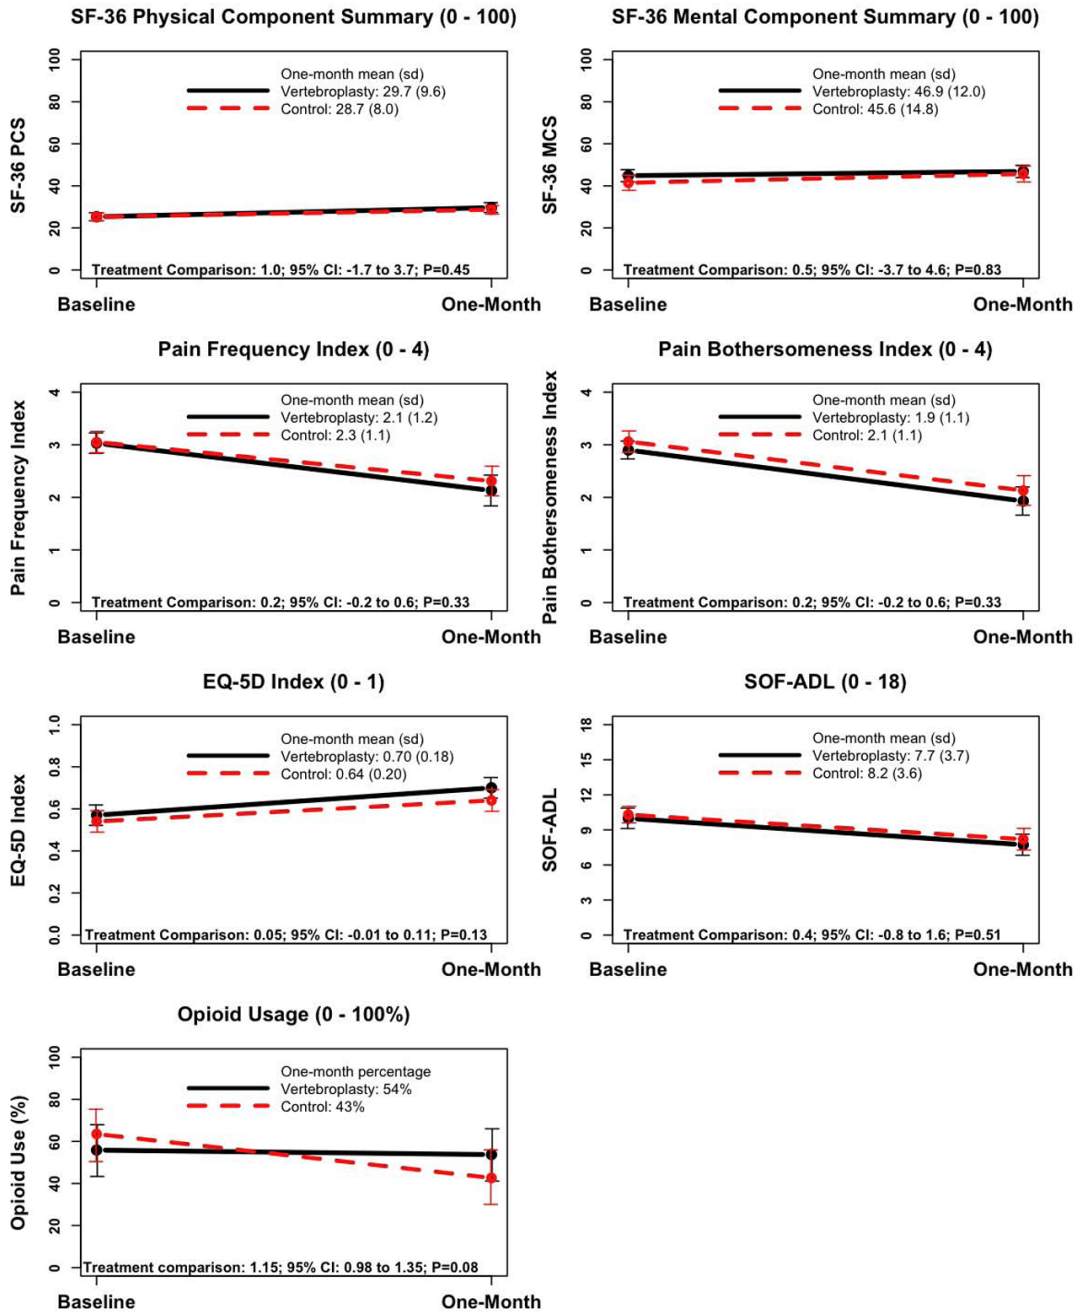 SF-36 Physical Component Summary (0 - 100)
SF-36 PCS
100
80
60
40
20
0
One-month mean (sd)
Vertebroplasty: 29.7 (9.6)
Control: 28.7 (8.0)
Treatment Comparison: 1.0; 95% CI: -1.7 to 3.7; P=0.45
Baseline
One-Month
SF-36 Mental Component Summary (0 - 100)
SF-36 MCS
100
80
60
40
20
0
One-month mean (sd)
Vertebroplasty: 46.9 (12.0)
Control: 45.6 (14.8)
Treatment Comparison: 0.5; 95% CI: -3.7 to 4.6; P=0.83
Baseline
One-Month
Pain Frequency Index (0 - 4)
Pain Frequency Index
4
3
2
1
0
One-month mean (sd)
Vertebroplasty: 2.1 (1.2)
Control: 2.3 (1.1)
Treatment Comparison: 0.2; 95% CI: -0.2 to 0.6; P=0.33
Baseline
One-Month
Pain Bothersomeness Index (0 - 4)
Pain Bothersomeness Index
4
3
2
1
0
One-month mean (sd)
Vertebroplasty: 1.9 (1.1)
Control: 2.1 (1.1)
Treatment Comparison: 0.2; 95% CI: -0.2 to 0.6; P=0.33
Baseline
One-Month
EQ-5D Index (0 - 1)
EQ-5D Index
1.0
0.8
0.6
0.4
0.2
0.0
One-month mean (sd)
Vertebroplasty: 0.70 (0.18)
Control: 0.64 (0.20)
Treatment Comparison: 0.05; 95% CI: -0.01 to 0.11; P=0.13
Baseline
One-Month
SOF-ADL (0 - 18)
SOF-ADL
18
15
12
9
6
3
0
One-month mean (sd)
Vertebroplasty: 7.7 (3.7)
Control: 8.2 (3.6)
Treatment Comparison: 0.4; 95% CI: -0.8 to 1.6; P=0.51
Baseline
One-Month
Opioid Usage (0 - 100%)
Opioid Use (%)
100
80
60
40
20
0
One-month percentage
Vertebroplasty: 54%
Control: 43%
Treatment comparison: 1.15; 95% CI: 0.98 to 1.35; P=0.08
Baseline
One-Month